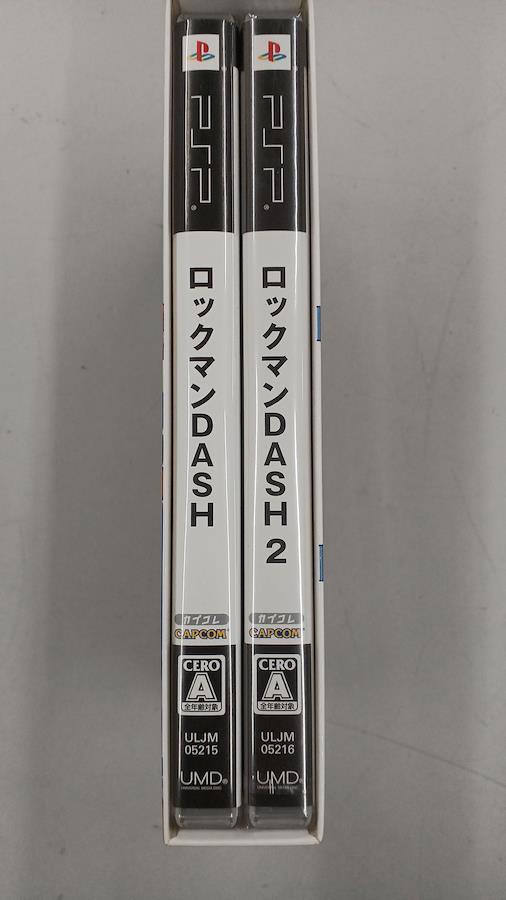 PSP®
ロックマンDASH
カイコレ
CAPCOM
CERO
A
全年齢対象
ULJM
05215
UMD®
UNIVERSAL MEDIA DISC
PSP®
ロックマンDASH 2
カイコレ
CAPCOM
CERO
A
全年齢対象
ULJM
05216
UMD®
UNIVERSAL MEDIA DISC